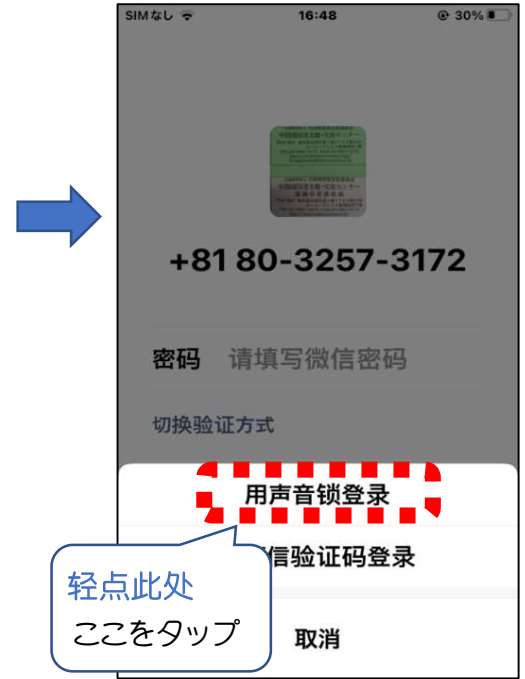 SIMなし 16:48 30%
+81 80-3257-3172
密码 请填写微信密码
切换验证方式
用声音锁登录
信验证码登录
轻点此处
ここをタップ
取消